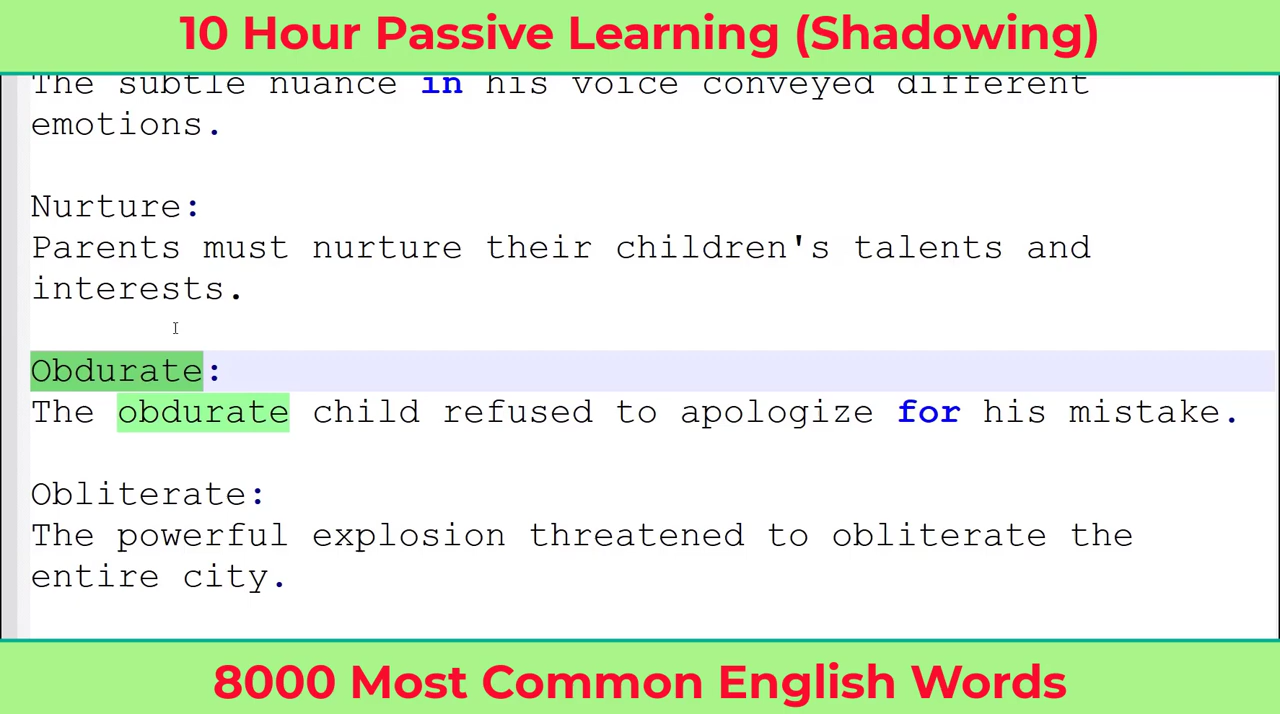 10 Hour Passive Learning (Shadowing)
The subtle nuance in his voice conveyed different
emotions.
Nurture:
Parents must nurture their children's talents and
interests.
Obdurate:
The obdurate child refused to apologize for his mistake.
Obliterate:
The powerful explosion threatened to obliterate the
entire city.
8000 Most Common English Words